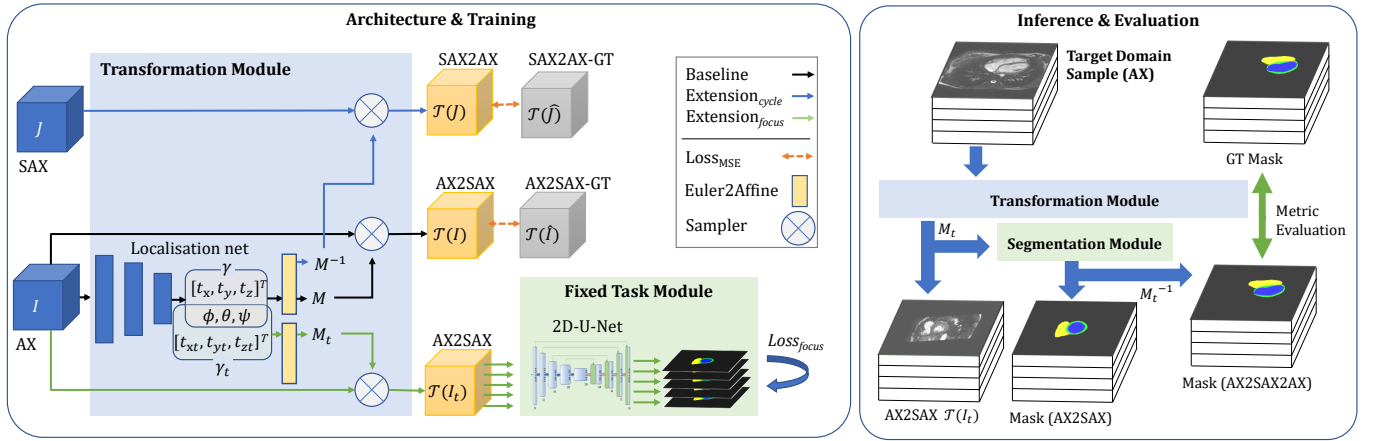 Architecture & Training
Transformation Module
SAX2AX
SAX2AX-GT
J
SAX
𝒯(J)
𝒯(Ĵ)
AX2SAX
AX2SAX-GT
𝒯(I)
𝒯(Î)
Baseline
Extension_cycle
Extension_focus
Loss_MSE
Euler2Affine
Sampler
Localisation net
γ
[t_x, t_y, t_z]^T
ϕ, θ, ψ
[t_xt, t_yt, t_zt]^T
γ_t
M^−1
M
M_t
I
AX
AX2SAX
𝒯(I_t)
Fixed Task Module
2D-U-Net
Loss_focus
Inference & Evaluation
Target Domain
Sample (AX)
GT Mask
Transformation Module
M_t
Segmentation Module
M_t^−1
Metric
Evaluation
AX2SAX 𝒯(I_t)
Mask (AX2SAX)
Mask (AX2SAX2AX)